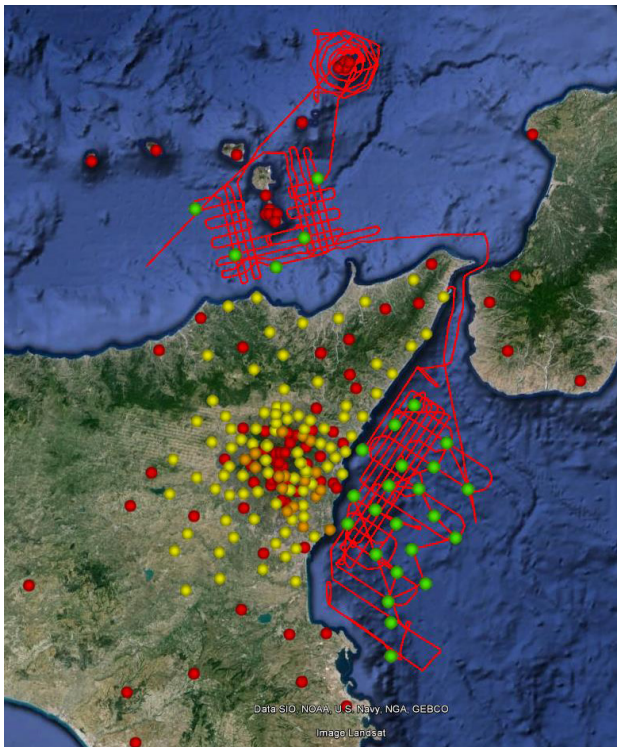 Data SIO, NOAA, U.S. Navy, NGA, GEBCO
Image Landsat